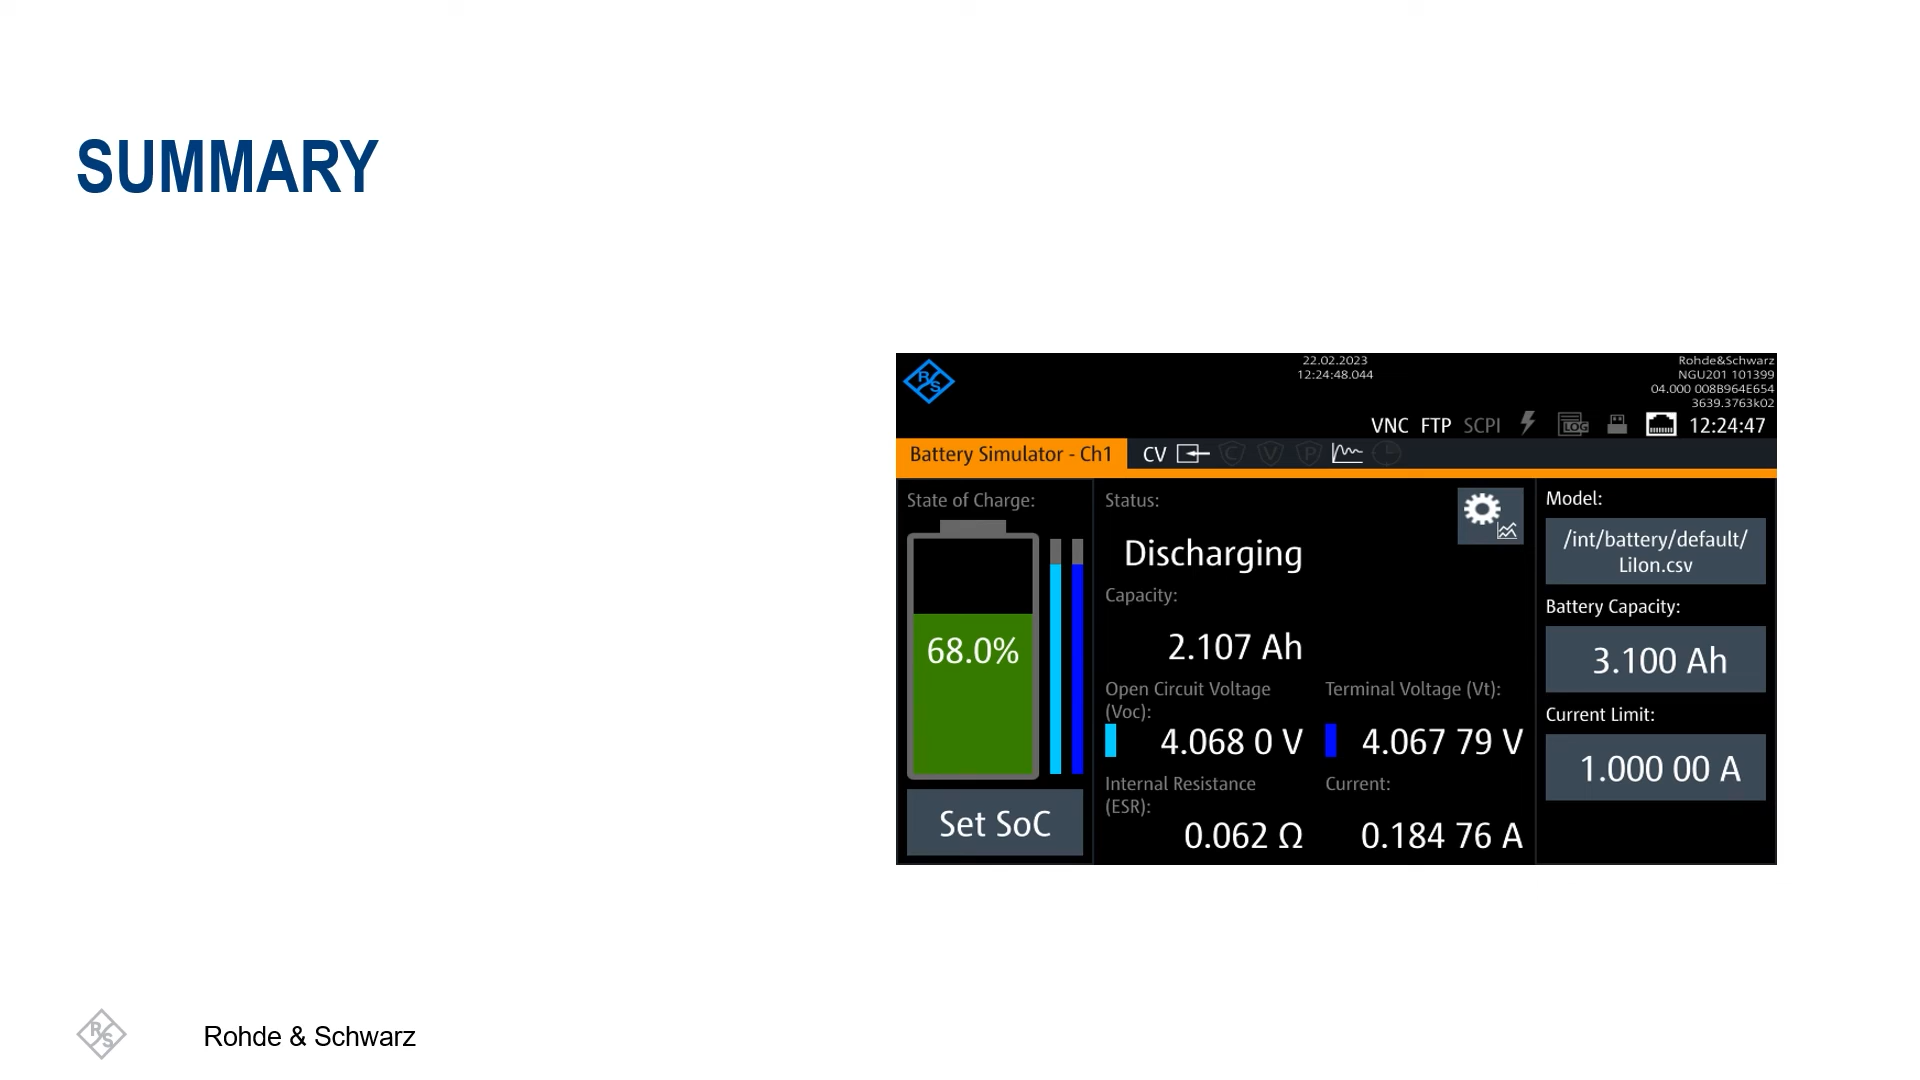 SUMMARY
22.02.2023
12:24:48.044
Rohde&Schwarz
NGU201 101399
04.000 008B964E654
3639.3763k02
VNC FTP SCPI LOG 12:24:47
Battery Simulator - Ch1 CV C V P
State of Charge:
68.0%
Set SoC
Status:
Discharging
Capacity:
2.107 Ah
Open Circuit Voltage
(Voc):
4.068 0 V
Terminal Voltage (Vt):
4.067 79 V
Internal Resistance
(ESR):
0.062 Ω
Current:
0.184 76 A
Model:
/int/battery/default/
LiIon.csv
Battery Capacity:
3.100 Ah
Current Limit:
1.000 00 A
R S
Rohde & Schwarz